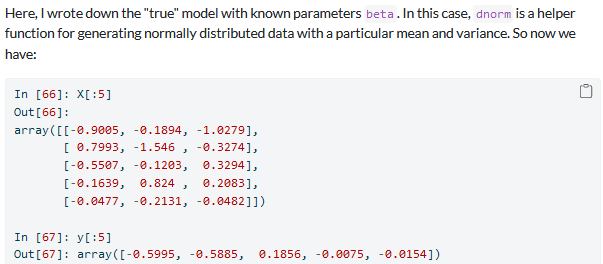 Here, I wrote down the "true" model with known parameters beta. In this case, dnorm is a helper
function for generating normally distributed data with a particular mean and variance. So now we
have:
In [66]: X[:5]
Out[66]:
array([[-0.9005, -0.1894, -1.0279],
       [ 0.7993, -1.546 , -0.3274],
       [-0.5507, -0.1203,  0.3294],
       [-0.1639,  0.824 ,  0.2083],
       [-0.0477, -0.2131, -0.0482]])
In [67]: y[:5]
Out[67]: array([-0.5995, -0.5885,  0.1856, -0.0075, -0.0154])